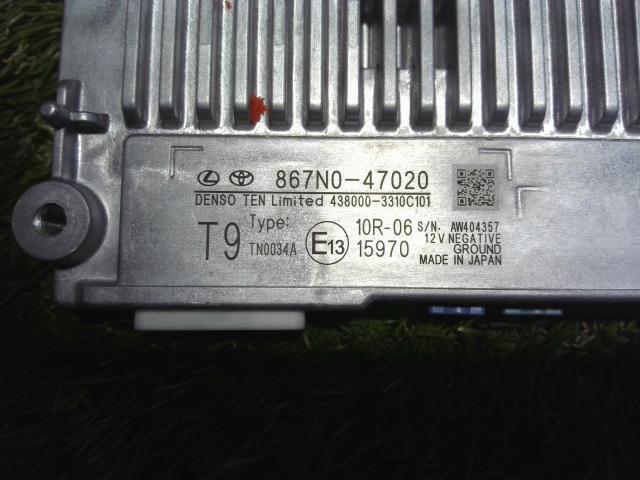 867N0-47020
DENSO TEN Limited 438000-3310C101
T9 Type: TN0034A
E13
10R-06
15970
S/N. AW404357
12V NEGATIVE
GROUND
MADE IN JAPAN